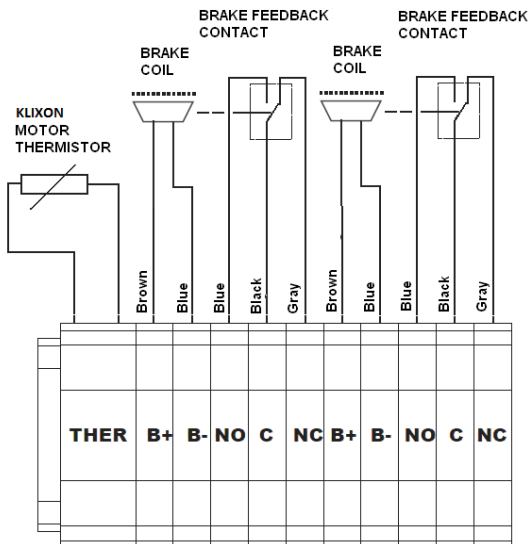 BRAKE FEEDBACK
CONTACT
BRAKE
COIL
BRAKE FEEDBACK
CONTACT
BRAKE
COIL
KLIXON
MOTOR
THERMISTOR
Brown
Blue
Blue
Black
Gray
Brown
Blue
Blue
Black
Gray
THER B+ B- NO C NC B+ B- NO C NC